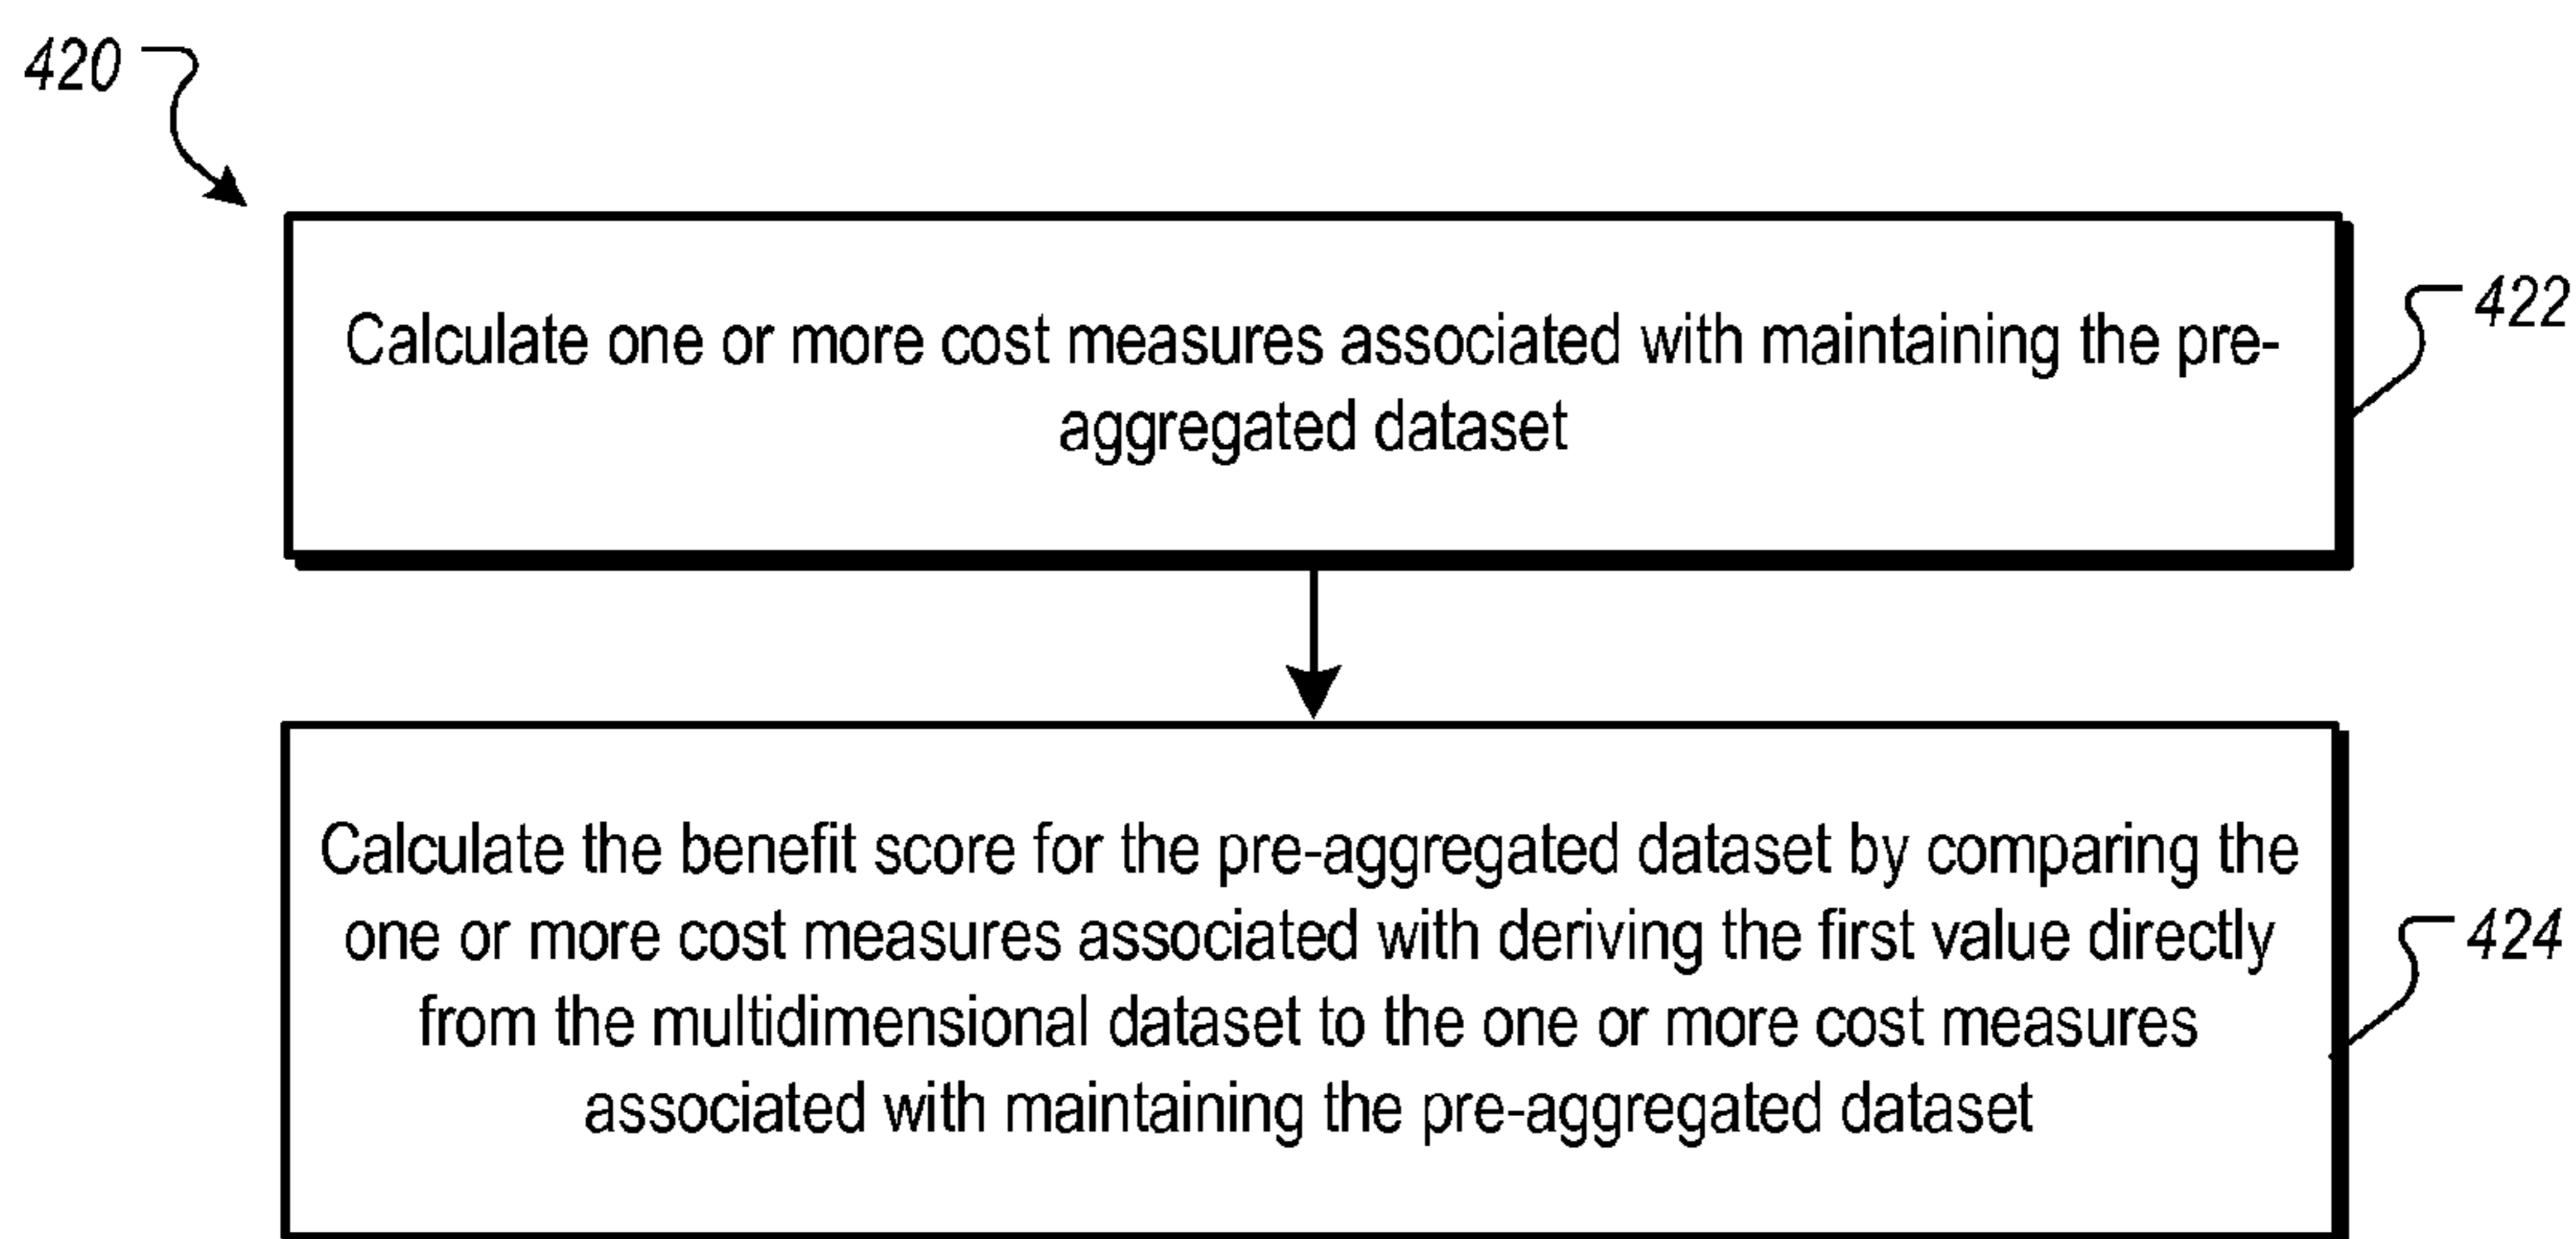 420
Calculate one or more cost measures associated with maintaining the pre-
aggregated dataset
422
Calculate the benefit score for the pre-aggregated dataset by comparing the
one or more cost measures associated with deriving the first value directly
from the multidimensional dataset to the one or more cost measures
associated with maintaining the pre-aggregated dataset
424